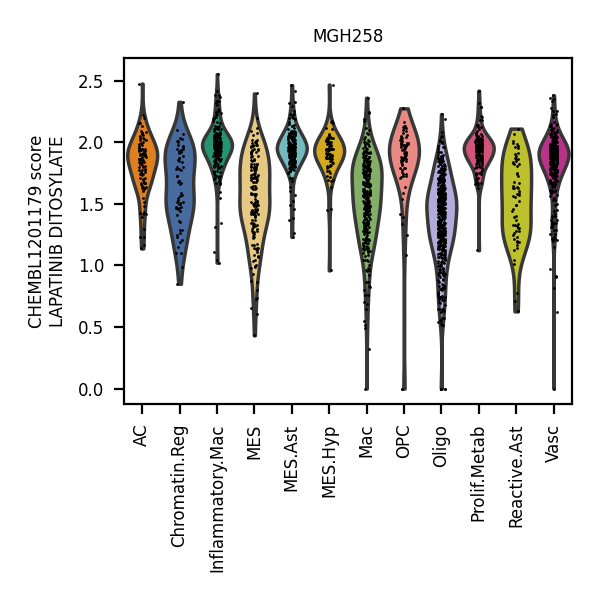 MGH258
CHEMBL1201179 score
LAPATINIB DITOSYLATE
2.5
2.0
1.5
1.0
0.5
0.0
AC
Chromatin.Reg
Inflammatory.Mac
MES
MES.Ast
MES.Hyp
Mac
OPC
Oligo
Prolif.Metab
Reactive.Ast
Vasc